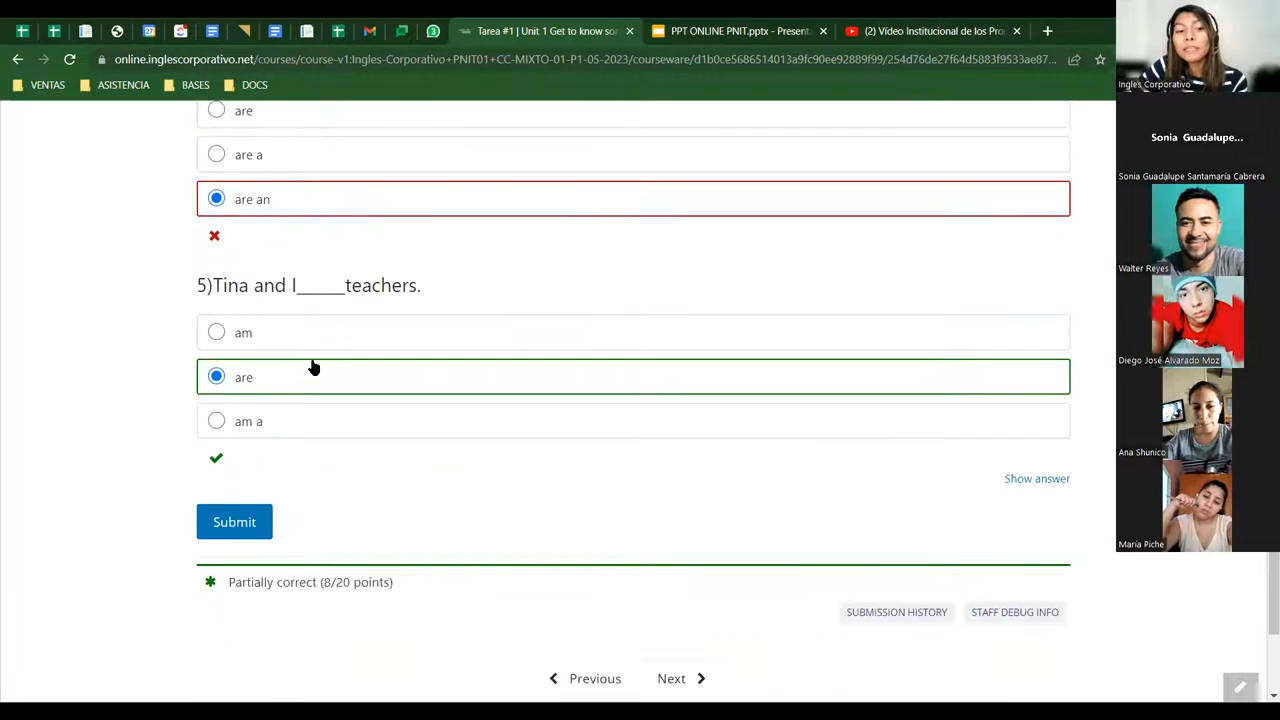 Tarea #1 | Unit 1 Get to know so
PPT ONLINE PNIT.pptx - Present
(2) Vídeo Institucional de los Pro
online.inglescorporativo.net/courses/course-v1:Ingles-Corporativo+PNIT01+CC-MIXTO-01-P1-05-2023/courseware/d1b0ce5686514013a9fc90ee92889f99/254d76de27f64d5883f9533ae87...
VENTAS
ASISTENCIA
BASES
DOCS
Ingles Corporativo
Sonia Guadalupe...
Sonia Guadalupe Santamaría Cabrera
Walter Reyes
Diego José Alvarado Moz
Ana Shunico
María Piche
are
are a
are an
5)Tina and I_____teachers.
am
are
am a
Show answer
Submit
Partially correct (8/20 points)
SUBMISSION HISTORY
STAFF DEBUG INFO
Previous
Next